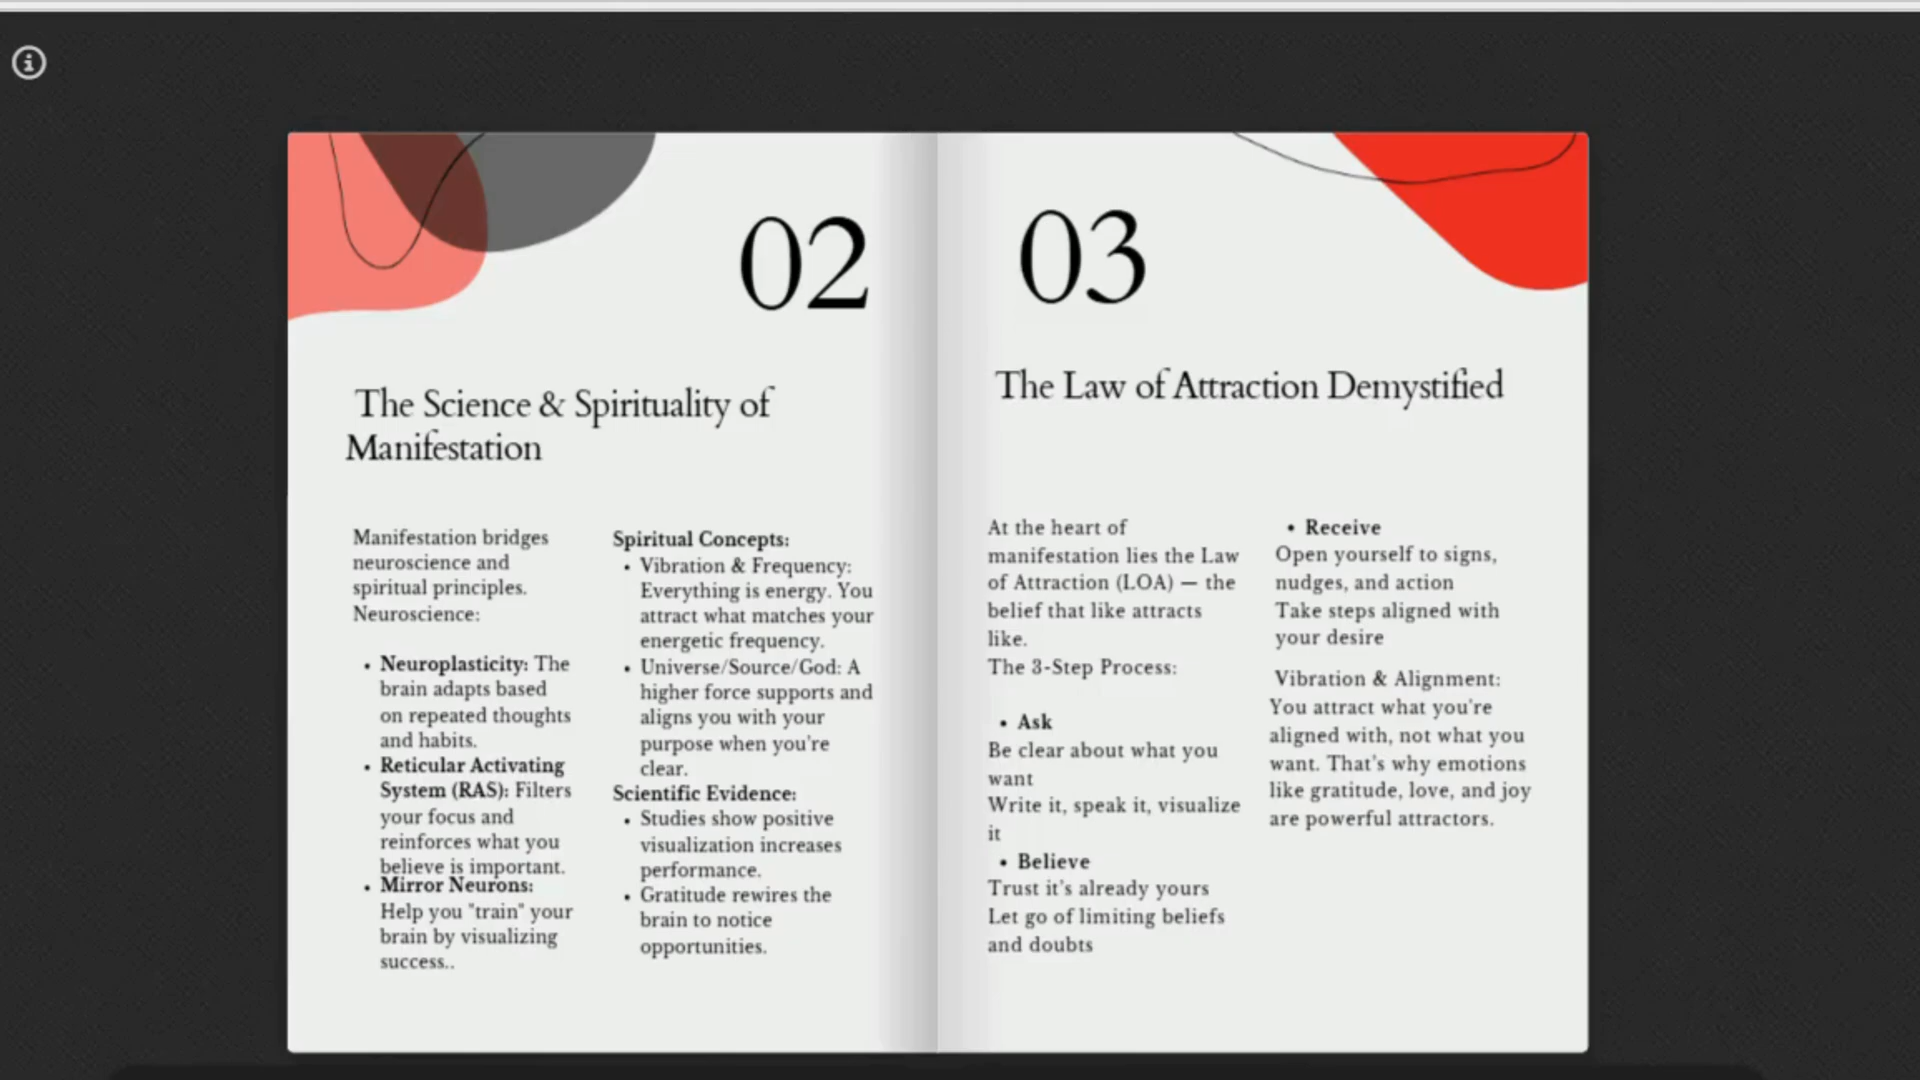 02
The Science & Spirituality of
Manifestation
Manifestation bridges
neuroscience and
spiritual principles.
Neuroscience:
• Neuroplasticity: The
brain adapts based
on repeated thoughts
and habits.
• Reticular Activating
System (RAS): Filters
your focus and
reinforces what you
believe is important.
• Mirror Neurons:
Help you "train" your
brain by visualizing
success..
Spiritual Concepts:
• Vibration & Frequency:
Everything is energy. You
attract what matches your
energetic frequency.
• Universe/Source/God: A
higher force supports and
aligns you with your
purpose when you're
clear.
Scientific Evidence:
• Studies show positive
visualization increases
performance.
• Gratitude rewires the
brain to notice
opportunities.
03
The Law of Attraction Demystified
At the heart of
manifestation lies the Law
of Attraction (LOA) — the
belief that like attracts
like.
The 3-Step Process:
• Ask
Be clear about what you
want
Write it, speak it, visualize
it
• Believe
Trust it's already yours
Let go of limiting beliefs
and doubts
• Receive
Open yourself to signs,
nudges, and action
Take steps aligned with
your desire
Vibration & Alignment:
You attract what you're
aligned with, not what you
want. That's why emotions
like gratitude, love, and joy
are powerful attractors.